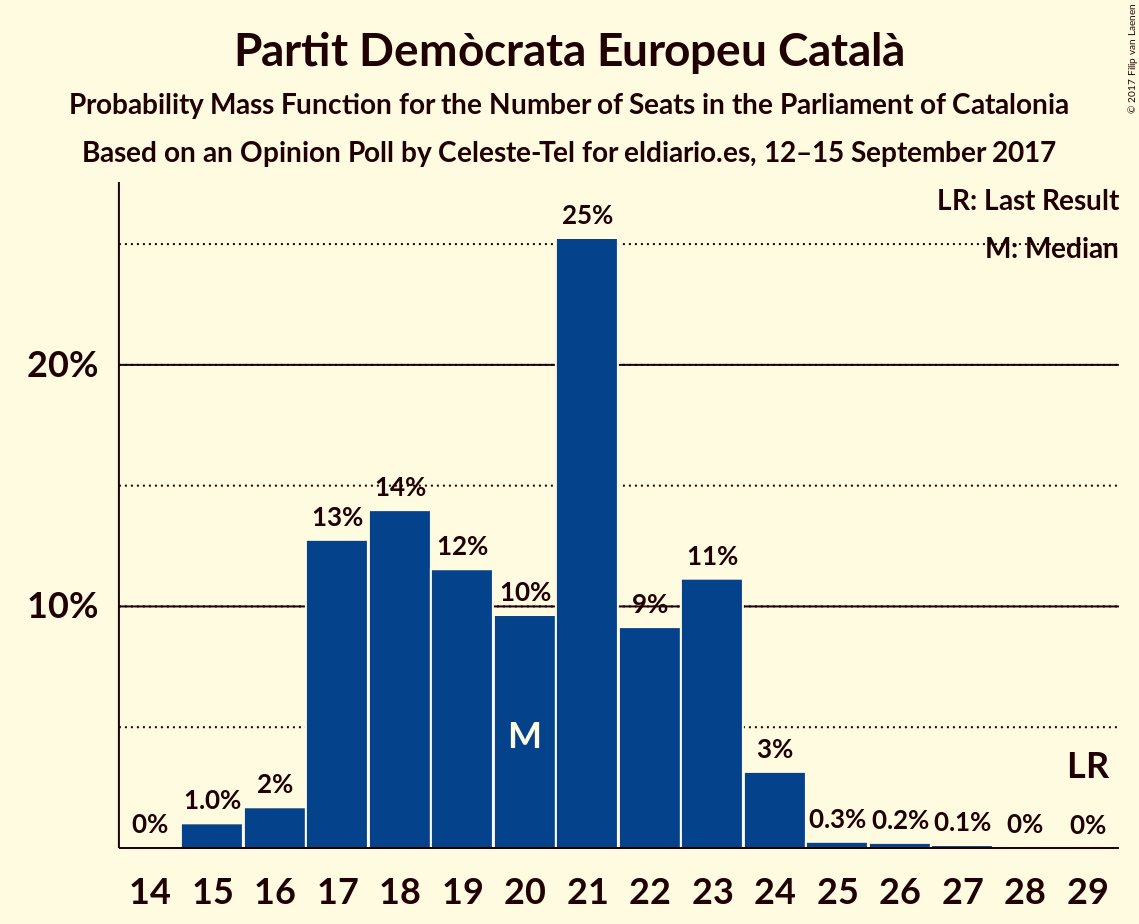 Partit Demòcrata Europeu Català
Probability Mass Function for the Number of Seats in the Parliament of Catalonia
Based on an Opinion Poll by Celeste-Tel for eldiario.es, 12–15 September 2017
© 2017 Filip van Laenen
LR: Last Result
M: Median
25%
20%
14%
13%
12%
11%
10%
10%
9%
M
3%
LR
2%
1.0%
0%
0.3%
0.2%
0.1%
0%
0%
14 15 16 17 18 19 20 21 22 23 24 25 26 27 28 29